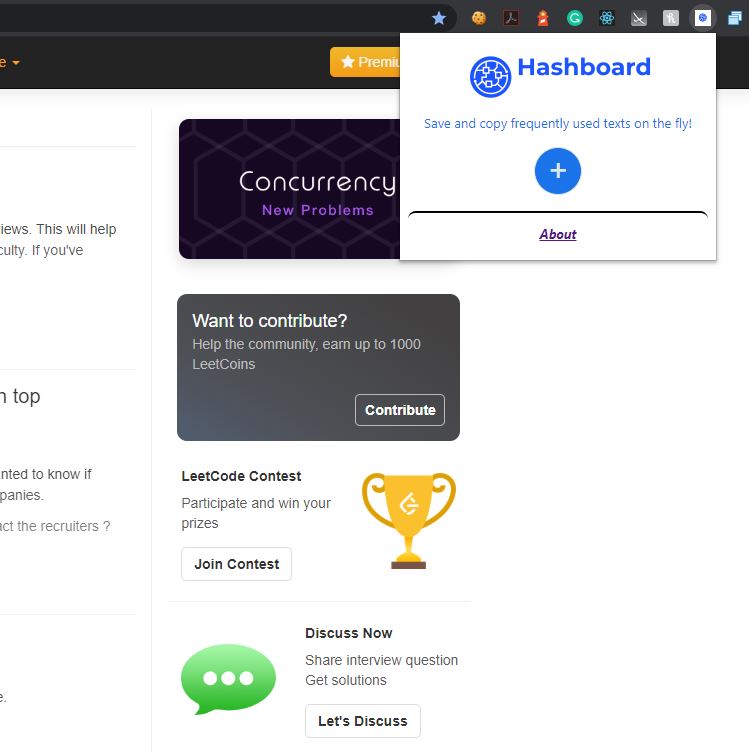 e
Premiu
Hashboard
Save and copy frequently used texts on the fly!
+
About
Concurrency
New Problems
iews. This will help
culty. If you've
Want to contribute?
Help the community, earn up to 1000
LeetCoins
Contribute
n top
nted to know if
panies.
act the recruiters ?
LeetCode Contest
Participate and win your
prizes
Join Contest
Discuss Now
Share interview question
Get solutions
Let's Discuss
e.